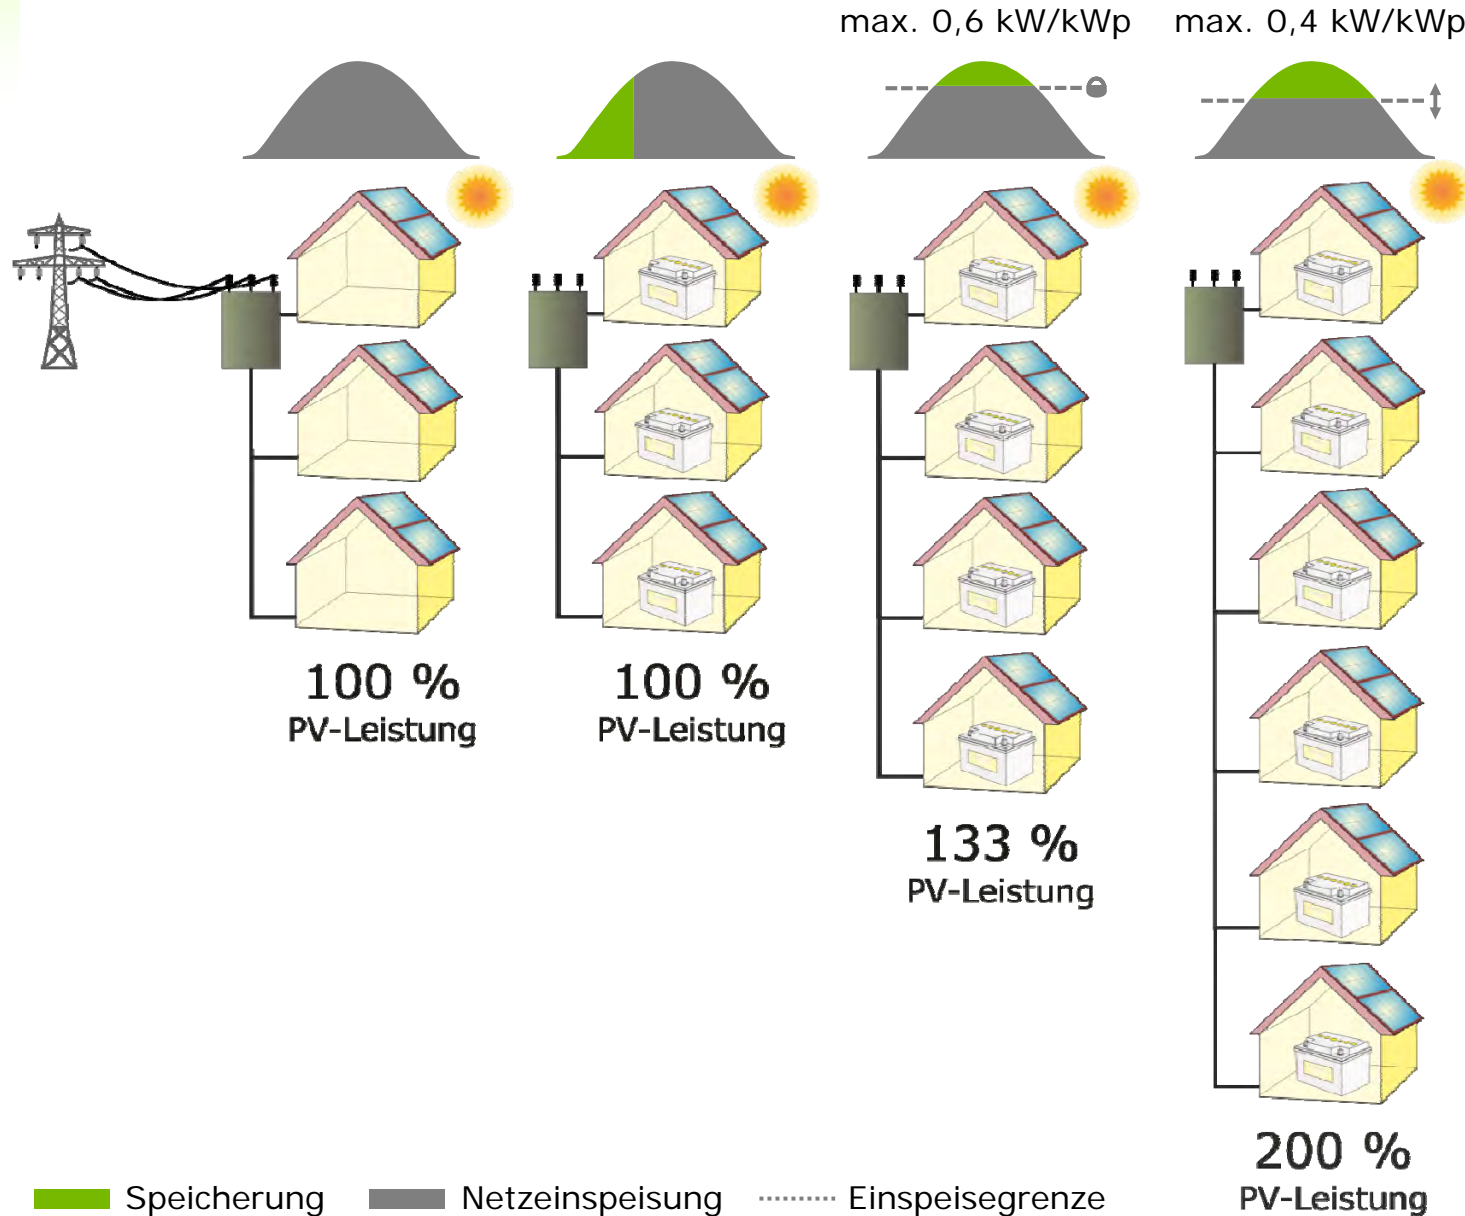 max. 0,6 kW/kWp
max. 0,4 kW/kWp
100 %
PV-Leistung
100 %
PV-Leistung
133 %
PV-Leistung
200 %
PV-Leistung
Speicherung
Netzeinspeisung
Einspeisegrenze